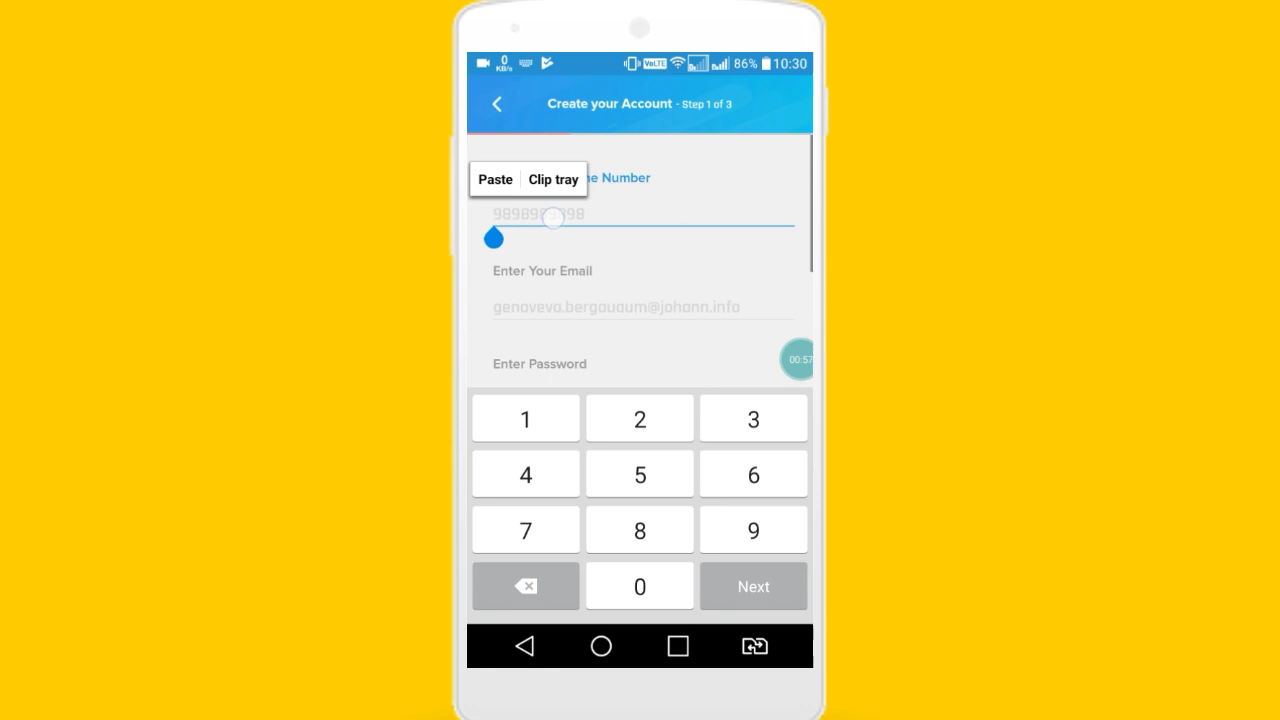 0
KB/s
VoLTE
86%
10:30
Create your Account - Step 1 of 3
Paste
Clip tray
Number
Enter Your Email
genoveva.bergauaum@johann.info
Enter Password
00:57
1 2 3
4 5 6
7 8 9
0 Next